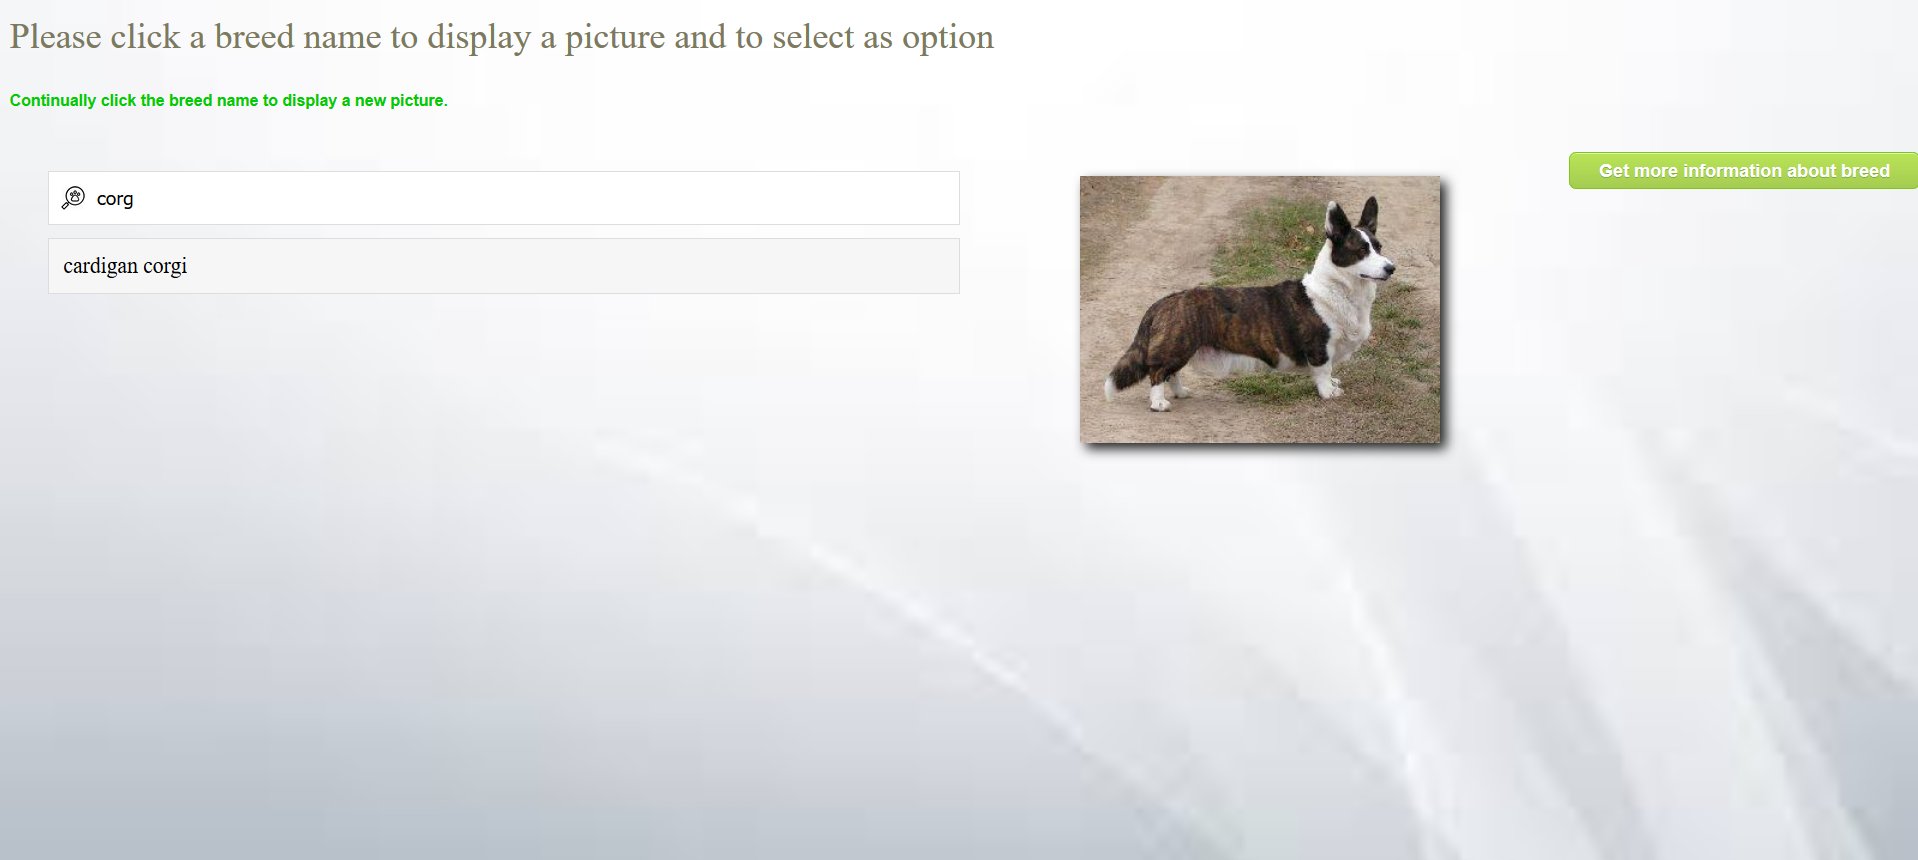 Please click a breed name to display a picture and to select as option
Continually click the breed name to display a new picture.
Get more information about breed
corg
cardigan corgi